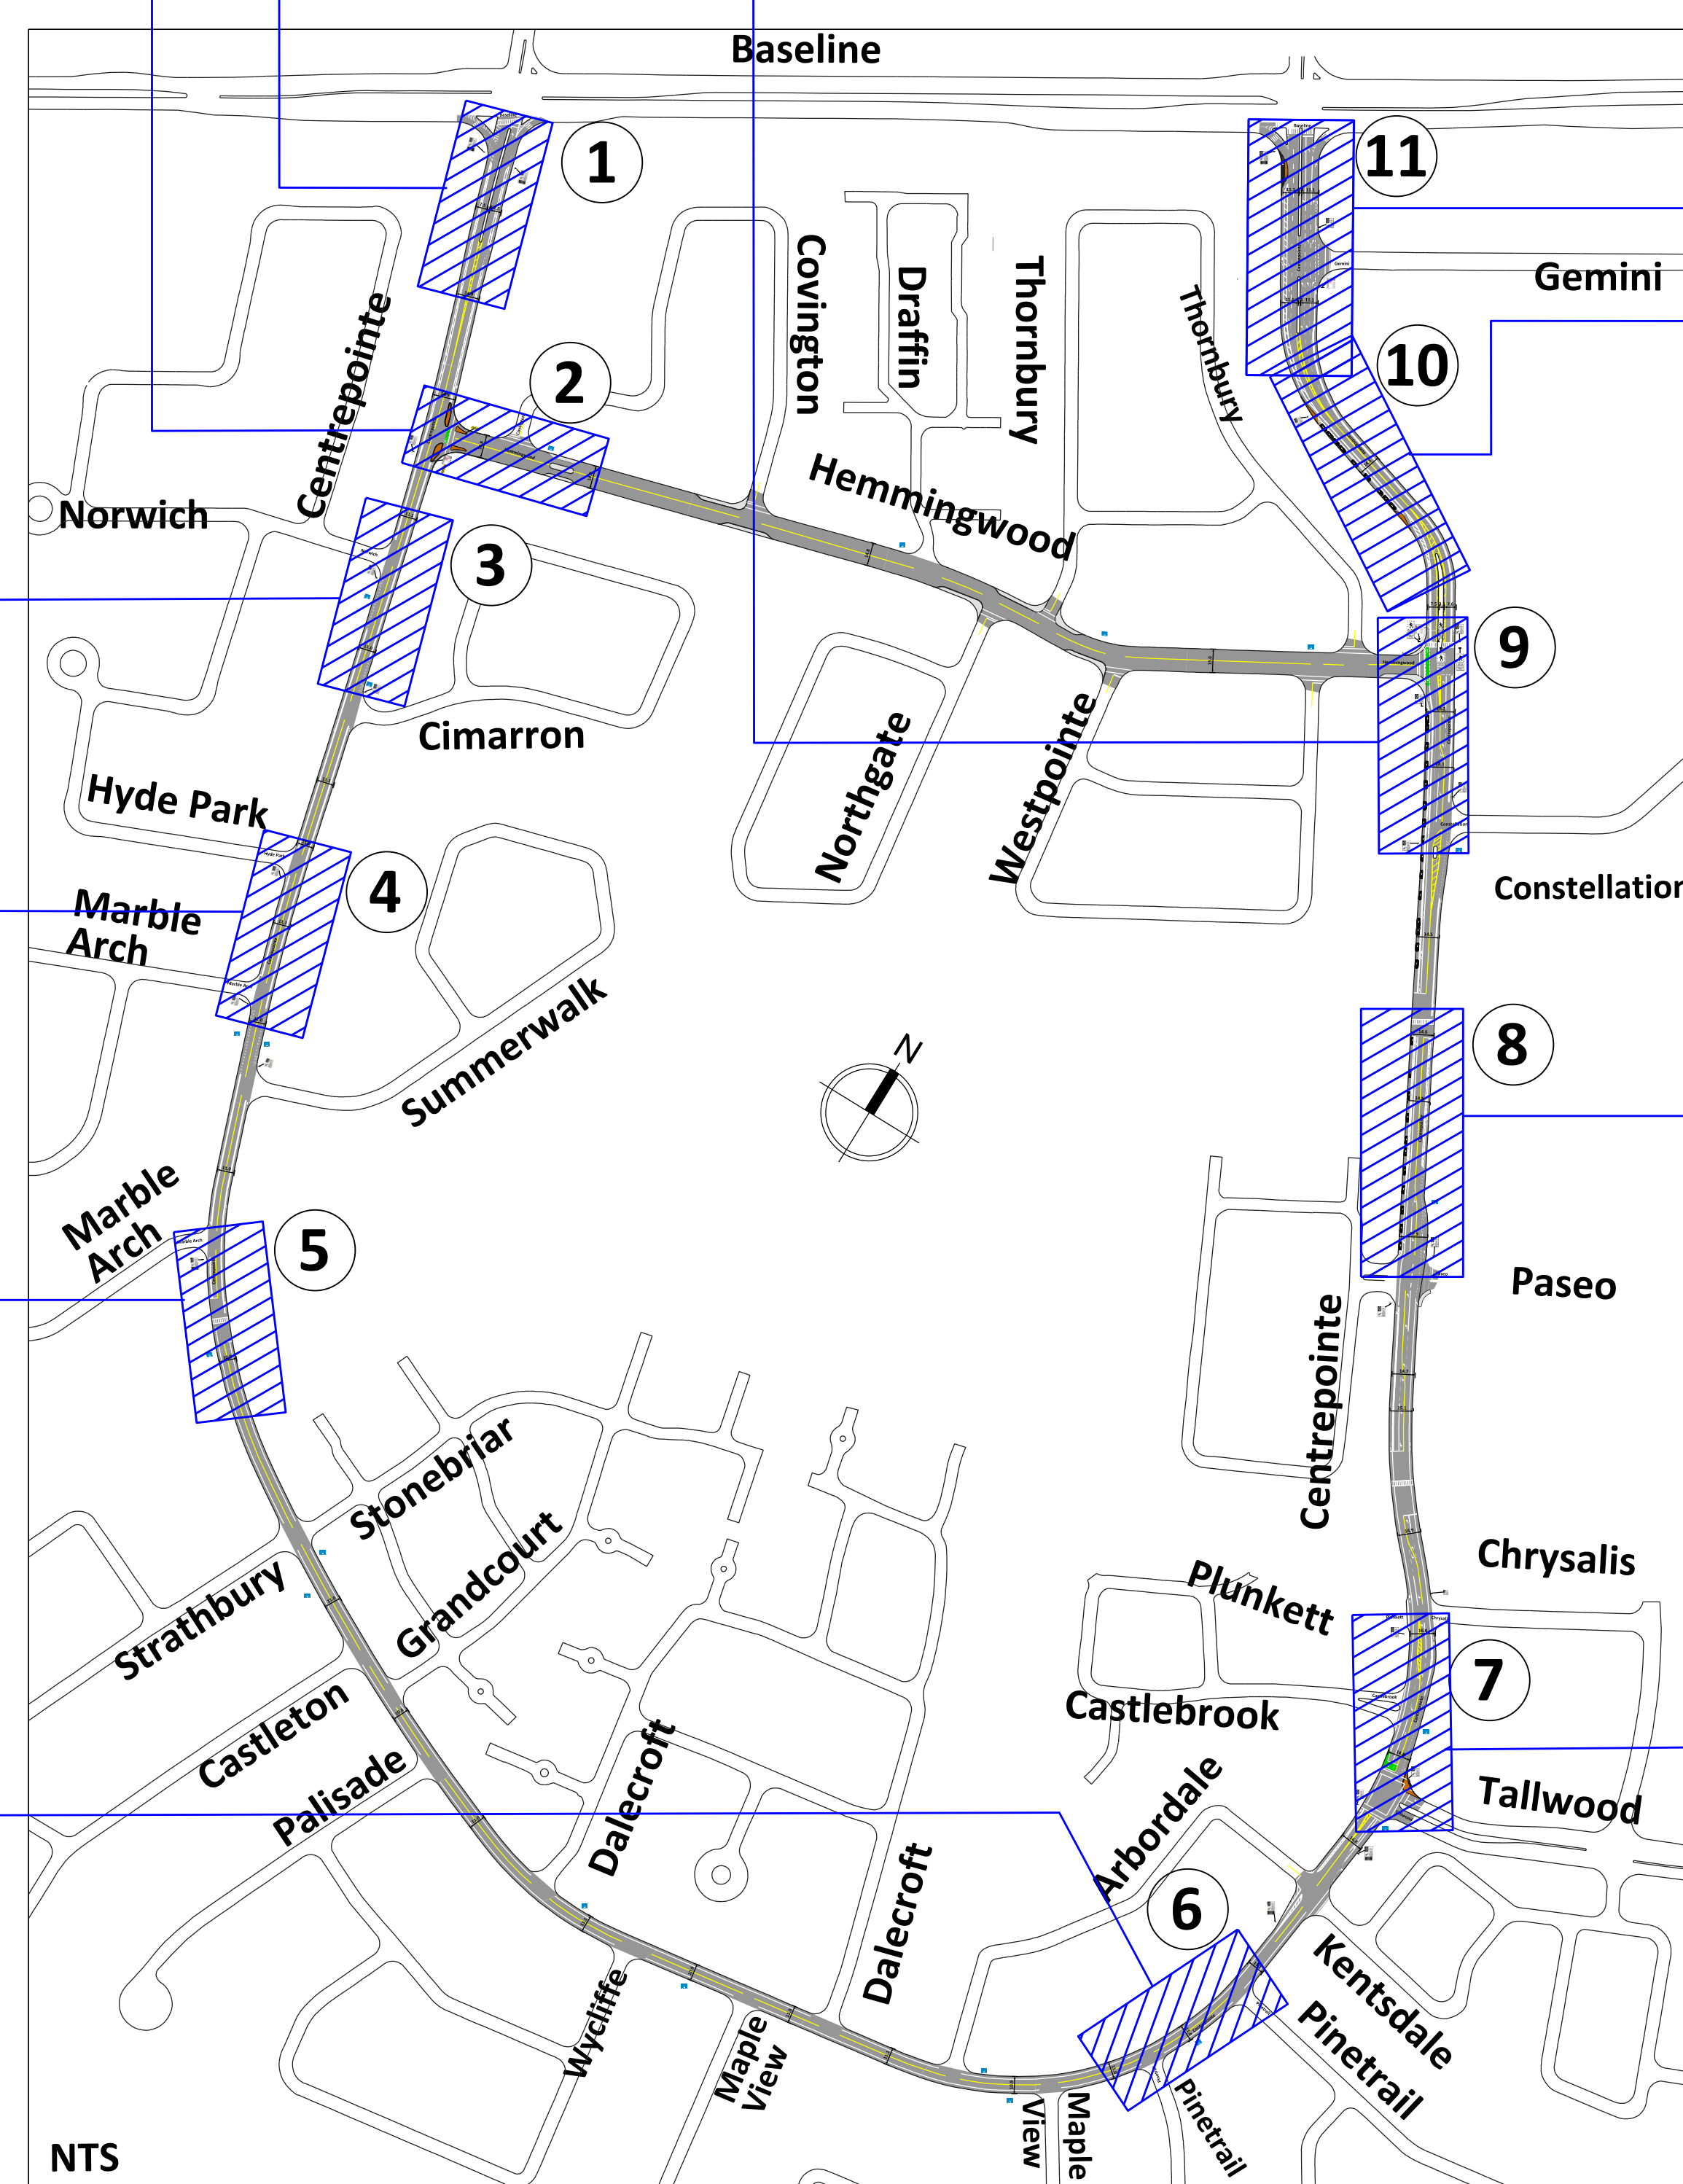 Baseline
1
11
Gemini
Covington
Draffin
Thornbury
Thornbury
Centrepointe
2
10
Hemmingwood
Norwich
3
9
Cimarron
Northgate
Westpointe
Hyde Park
4
Marble
Arch
Constellation
Summerwalk
N
8
Marble
Arch
5
Paseo
Centrepointe
Stonebriar
Grandcourt
Strathbury
Chrysalis
Plunkett
7
Castleton
Castlebrook
Palisade
Dalecroft
Tallwood
Arbordale
Dalecroft
6
Kentsdale
Wycliffe
Maple
View
Pinetrail
Pinetrail
Maple
View
NTS